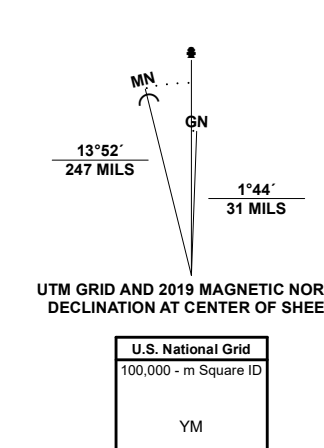 MN
GN
13°52´
247 MILS
1°44´
31 MILS
UTM GRID AND 2019 MAGNETIC NOR
DECLINATION AT CENTER OF SHEE
U.S. National Grid
100,000 - m Square ID
YM